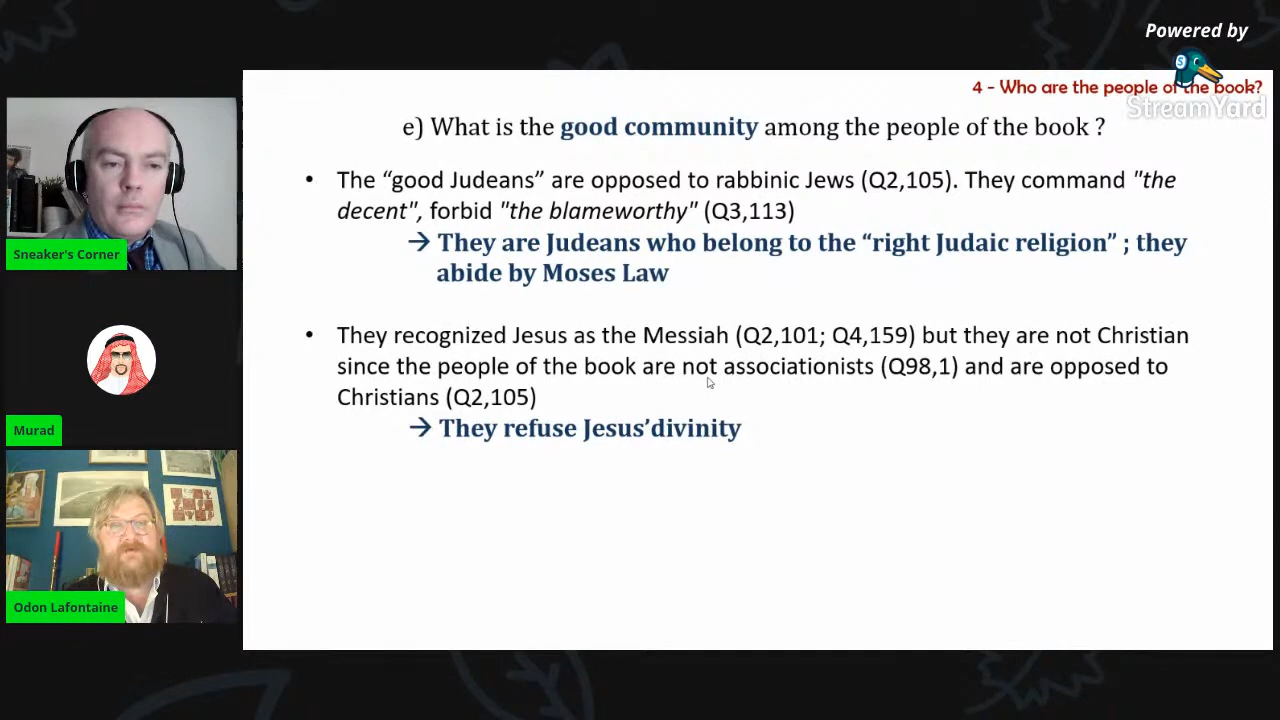 Powered by
StreamYard
4 - Who are the people of the book?
e) What is the good community among the people of the book ?
• The “good Judeans” are opposed to rabbinic Jews (Q2,105). They command "the
decent", forbid "the blameworthy" (Q3,113)
→ They are Judeans who belong to the “right Judaic religion” ; they
abide by Moses Law
• They recognized Jesus as the Messiah (Q2,101; Q4,159) but they are not Christian
since the people of the book are not associationists (Q98,1) and are opposed to
Christians (Q2,105)
→ They refuse Jesus’divinity
Sneaker's Corner
Murad
Odon Lafontaine